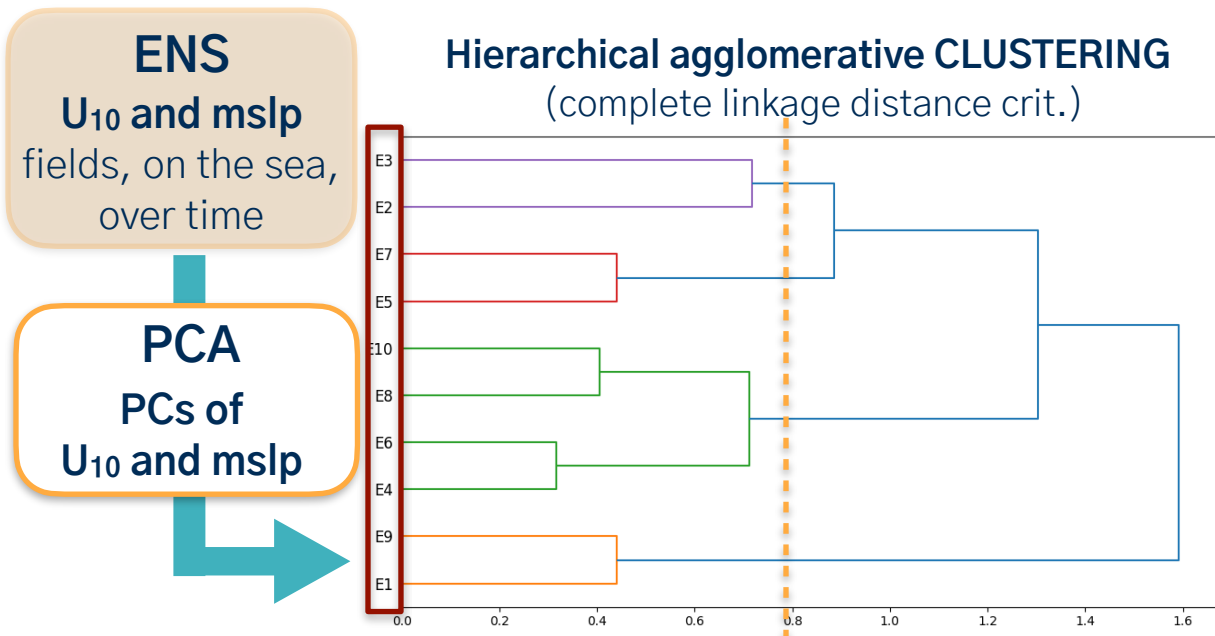 ENS
U₁₀ and mslp
fields, on the sea,
over time
PCA
PCs of
U₁₀ and mslp
Hierarchical agglomerative CLUSTERING
(complete linkage distance crit.)
E3
E2
E7
E5
E10
E8
E6
E4
E9
E1
0.0 0.2 0.4 0.6 0.8 1.0 1.2 1.4 1.6